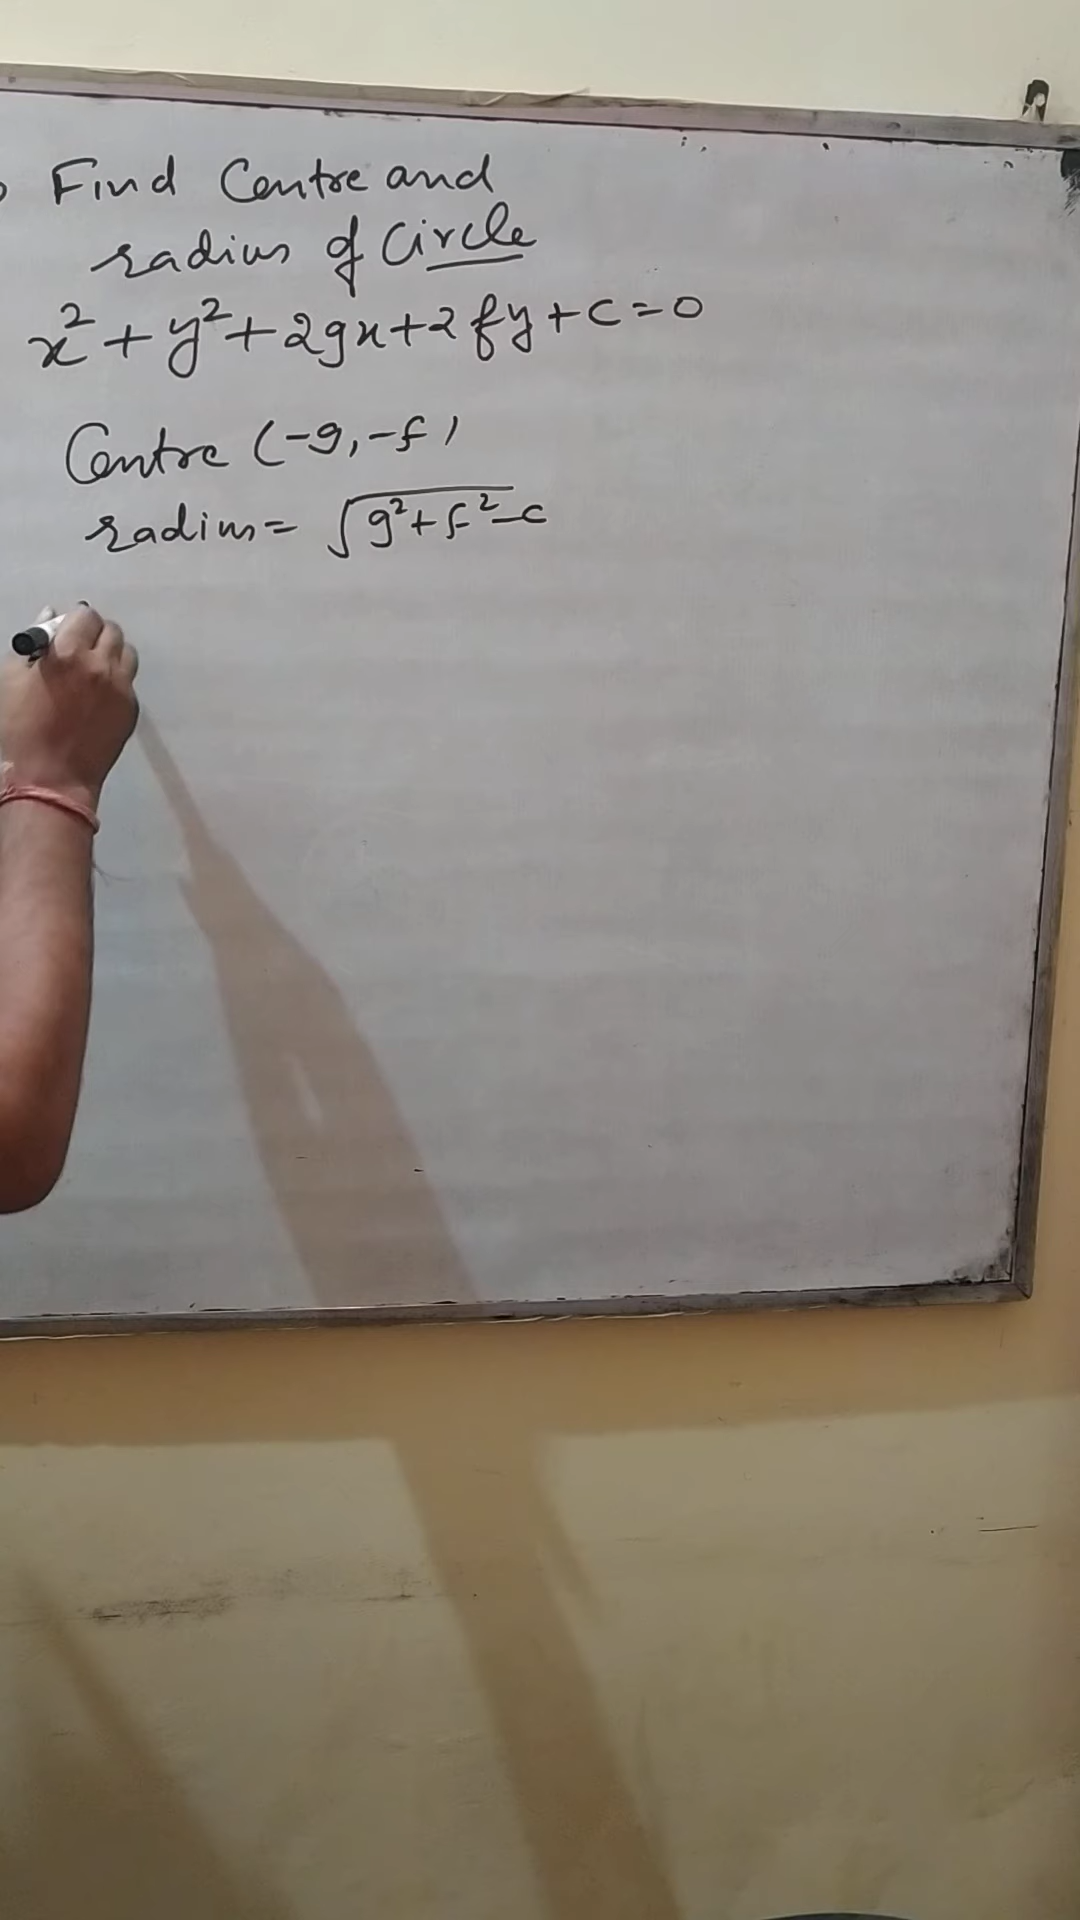 Find Centre and
radius of Circle
x²+y²+2gx+2fy+c=0
Centre (-g,-f)
radius= √g²+f²-c